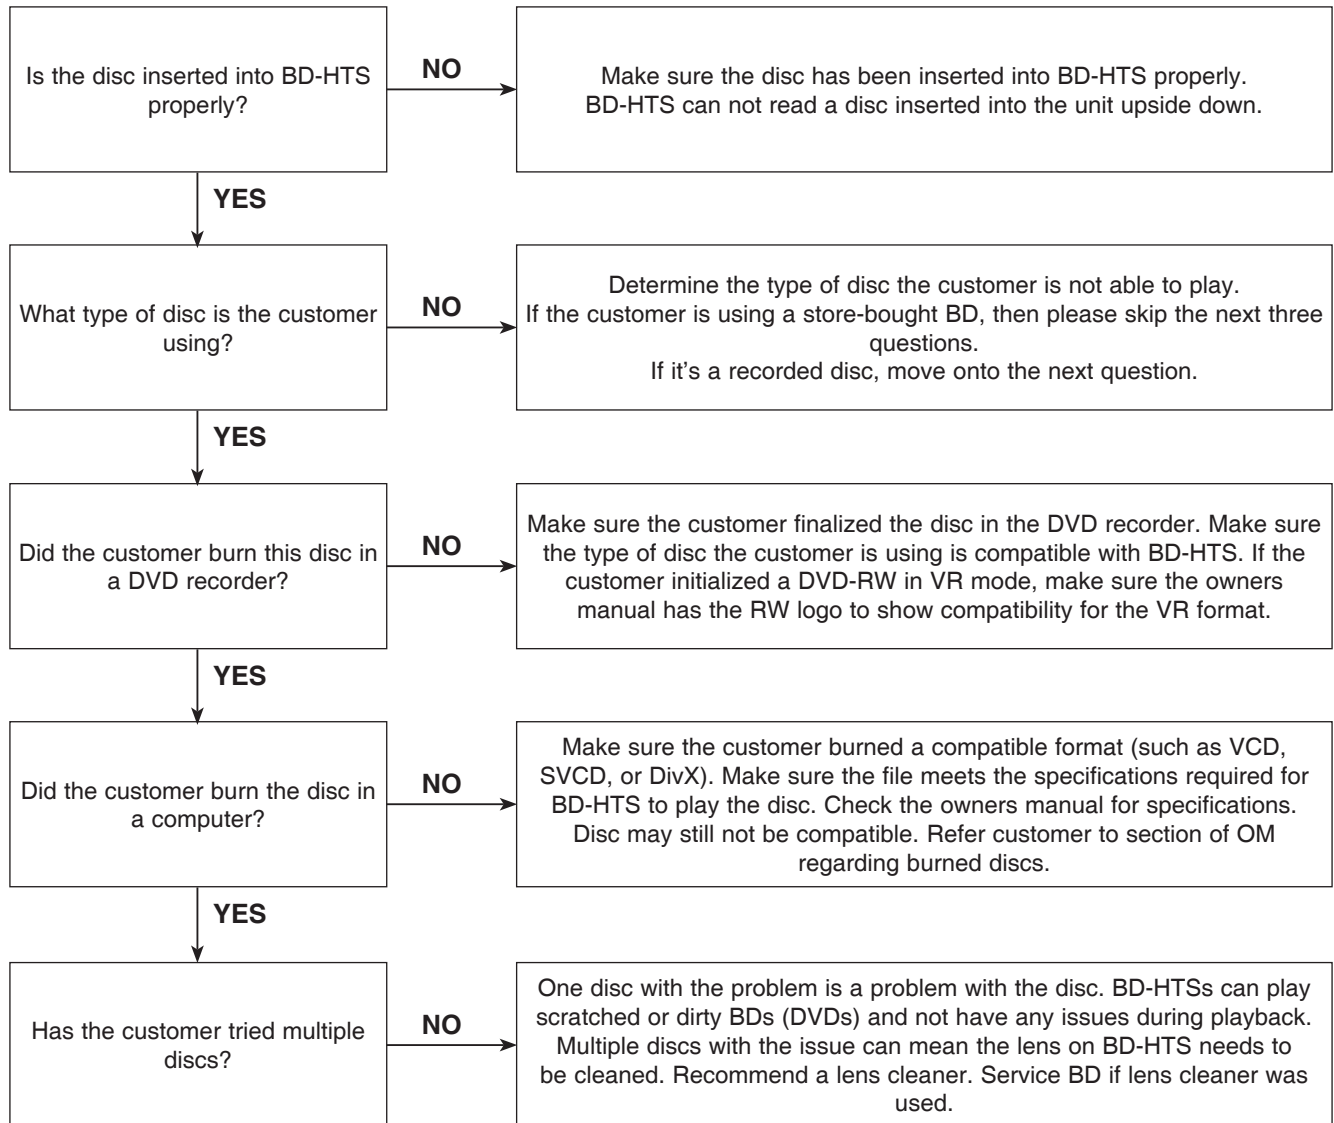 Is the disc inserted into BD-HTS
properly?
NO
Make sure the disc has been inserted into BD-HTS properly.
BD-HTS can not read a disc inserted into the unit upside down.
YES
What type of disc is the customer
using?
NO
Determine the type of disc the customer is not able to play.
If the customer is using a store-bought BD, then please skip the next three
questions.
If it's a recorded disc, move onto the next question.
YES
Did the customer burn this disc in
a DVD recorder?
NO
Make sure the customer finalized the disc in the DVD recorder. Make sure
the type of disc the customer is using is compatible with BD-HTS. If the
customer initialized a DVD-RW in VR mode, make sure the owners
manual has the RW logo to show compatibility for the VR format.
YES
Did the customer burn the disc in
a computer?
NO
Make sure the customer burned a compatible format (such as VCD,
SVCD, or DivX). Make sure the file meets the specifications required for
BD-HTS to play the disc. Check the owners manual for specifications.
Disc may still not be compatible. Refer customer to section of OM
regarding burned discs.
YES
Has the customer tried multiple
discs?
NO
One disc with the problem is a problem with the disc. BD-HTSs can play
scratched or dirty BDs (DVDs) and not have any issues during playback.
Multiple discs with the issue can mean the lens on BD-HTS needs to
be cleaned. Recommend a lens cleaner. Service BD if lens cleaner was
used.